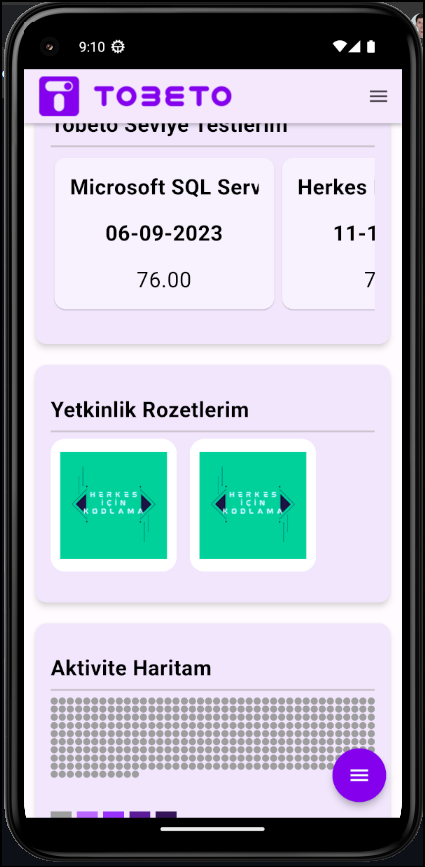 9:10
TOBETO
Tobeto Seviye Testlerim
Microsoft SQL Serv
Herkes
06-09-2023
11-1
76.00
7
Yetkinlik Rozetlerim
HERKES
İÇİN
KODLAMA
HERKES
İÇİN
KODLAMA
Aktivite Haritam